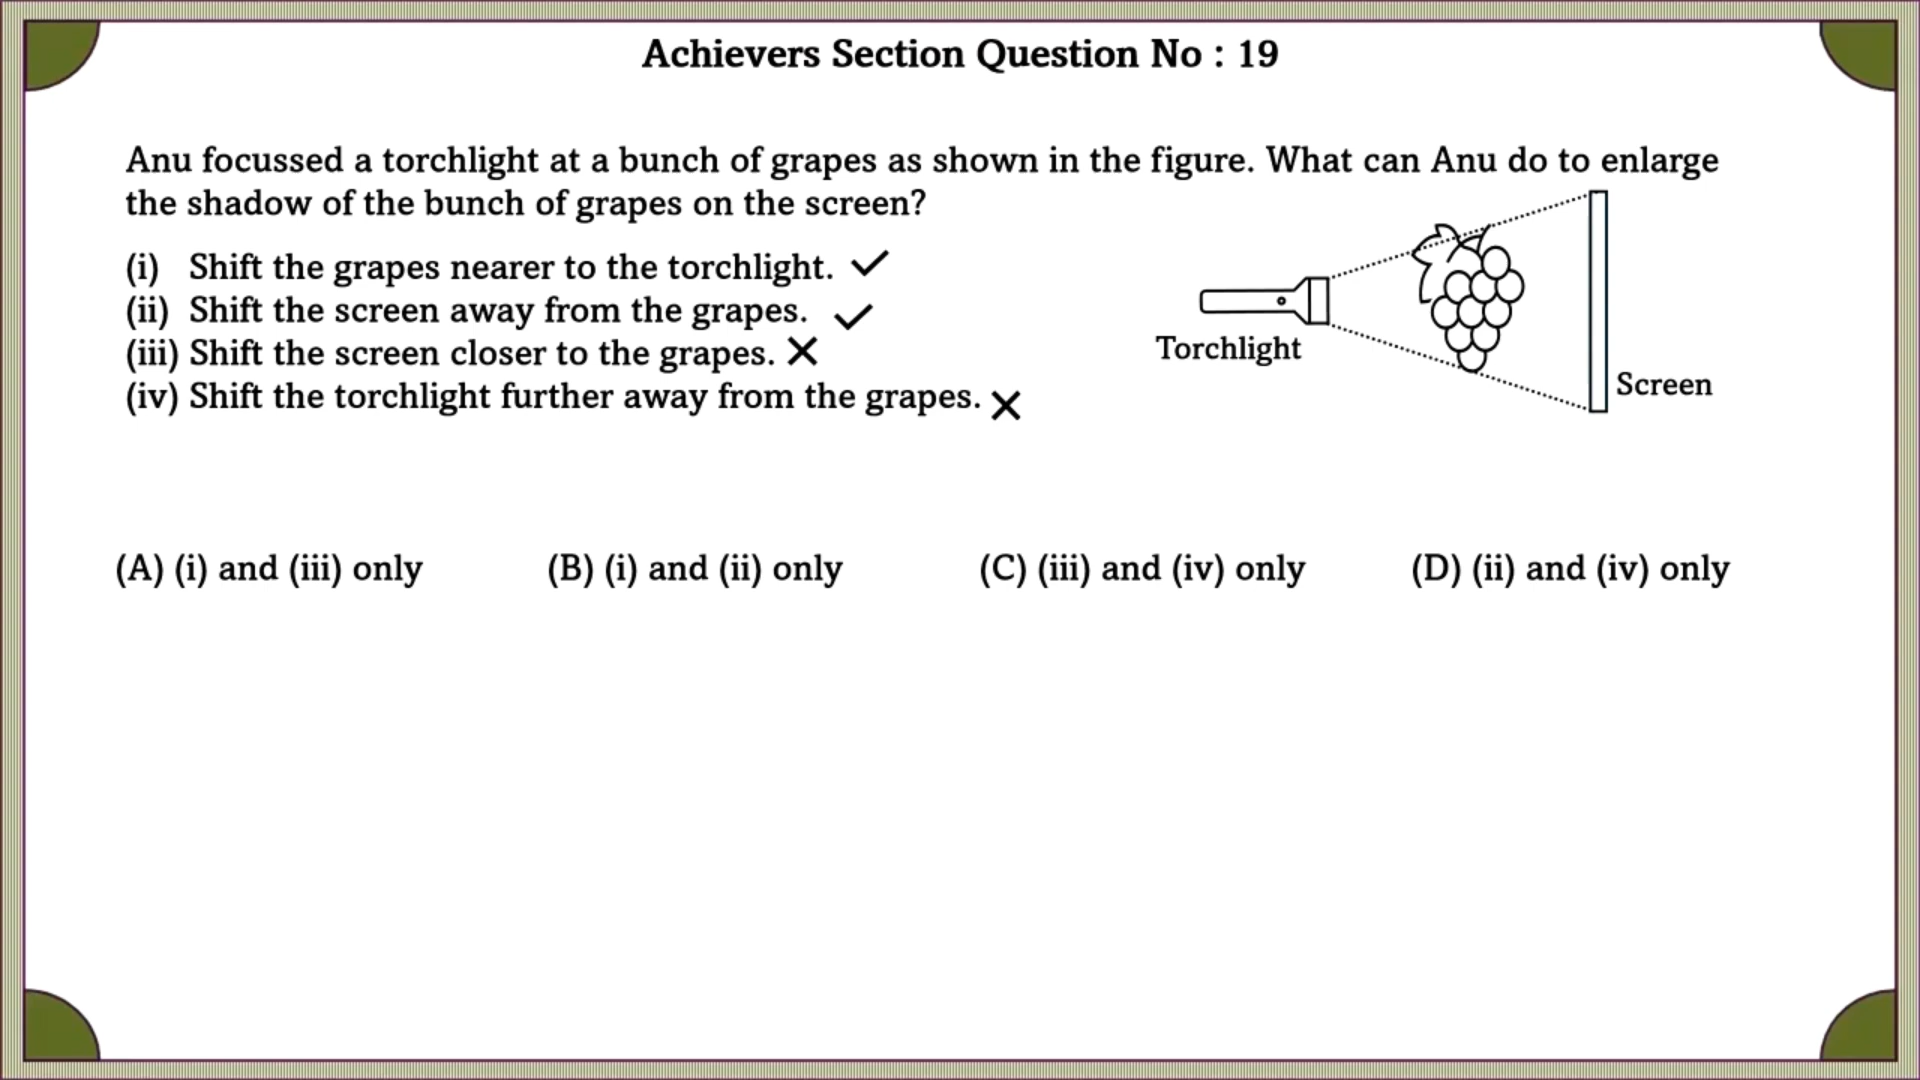 Achievers Section Question No : 19
Anu focussed a torchlight at a bunch of grapes as shown in the figure. What can Anu do to enlarge
the shadow of the bunch of grapes on the screen?
(i) Shift the grapes nearer to the torchlight. ✓
(ii) Shift the screen away from the grapes. ✓
(iii) Shift the screen closer to the grapes. ✕
(iv) Shift the torchlight further away from the grapes. ✕
Torchlight
Screen
(A) (i) and (iii) only (B) (i) and (ii) only (C) (iii) and (iv) only (D) (ii) and (iv) only